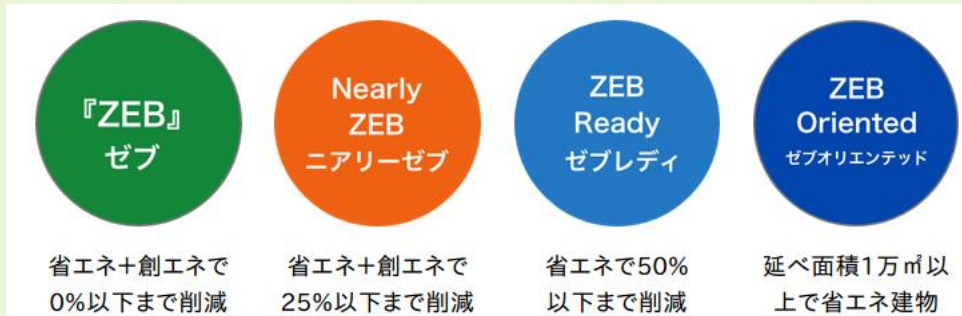 『ZEB』
ゼブ
Nearly
ZEB
ニアリーゼブ
ZEB
Ready
ゼブレディ
ZEB
Oriented
ゼブオリエンテッド
省エネ+創エネで
0%以下まで削減
省エネ+創エネで
25%以下まで削減
省エネで50%
以下まで削減
延べ面積1万㎡以
上で省エネ建物